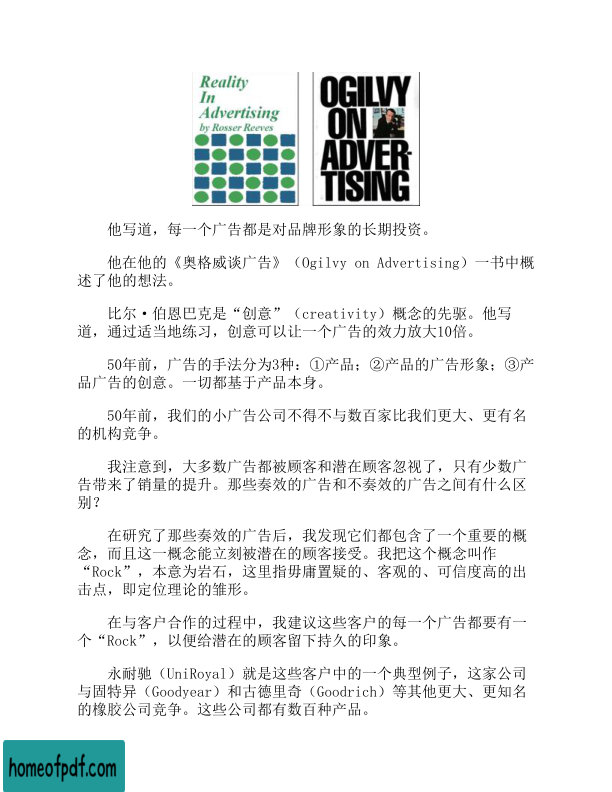 Reality
In
Advertising
by Rosser Reeves
OGILVY
ON
ADVER-
TISING
他写道，每一个广告都是对品牌形象的长期投资。
他在他的《奥格威谈广告》（Ogilvy on Advertising）一书中概
述了他的想法。
比尔·伯恩巴克是“创意”（creativity）概念的先驱。他写
道，通过适当地练习，创意可以让一个广告的效力放大10倍。
50年前，广告的手法分为3种：①产品；②产品的广告形象；③产
品广告的创意。一切都基于产品本身。
50年前，我们的小广告公司不得不与数百家比我们更大、更有名
的机构竞争。
我注意到，大多数广告都被顾客和潜在顾客忽视了，只有少数广
告带来了销量的提升。那些奏效的广告和不奏效的广告之间有什么区
别？
在研究了那些奏效的广告后，我发现它们都包含了一个重要的概
念，而且这一概念能立刻被潜在的顾客接受。我把这个概念叫作
“Rock”，本意为岩石，这里指毋庸置疑的、客观的、可信度高的出
击点，即定位理论的雏形。
在与客户合作的过程中，我建议这些客户的每一个广告都要有一
个“Rock”，以便给潜在的顾客留下持久的印象。
永耐驰（UniRoyal）就是这些客户中的一个典型例子，这家公司
与固特异（Goodyear）和古德里奇（Goodrich）等其他更大、更知名
的橡胶公司竞争。这些公司都有数百种产品。
homeofpdf.com